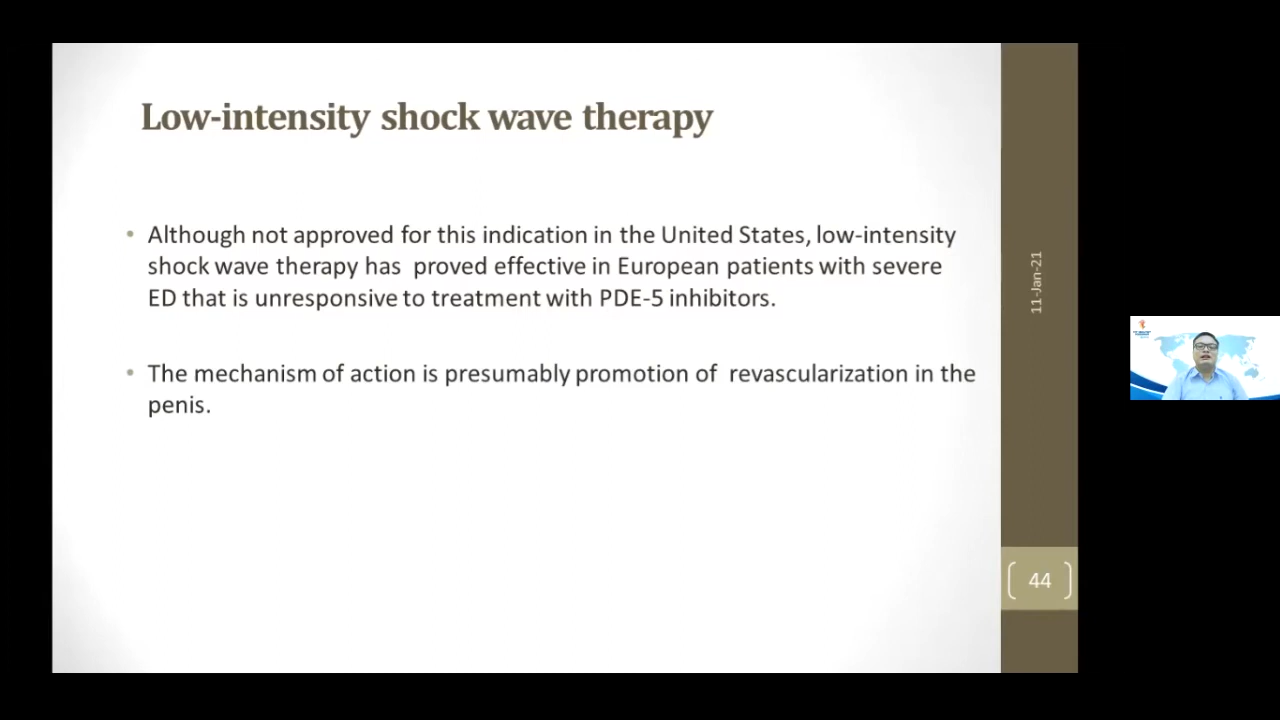 Low-intensity shock wave therapy
• Although not approved for this indication in the United States, low-intensity
shock wave therapy has proved effective in European patients with severe
ED that is unresponsive to treatment with PDE-5 inhibitors.
• The mechanism of action is presumably promotion of revascularization in the
penis.
11-Jan-21
44